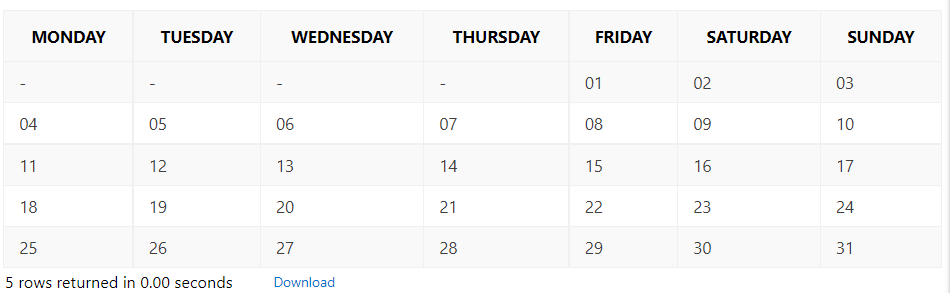 MONDAY TUESDAY WEDNESDAY THURSDAY FRIDAY SATURDAY SUNDAY
- - - - 01 02 03
04 05 06 07 08 09 10
11 12 13 14 15 16 17
18 19 20 21 22 23 24
25 26 27 28 29 30 31
5 rows returned in 0.00 seconds Download